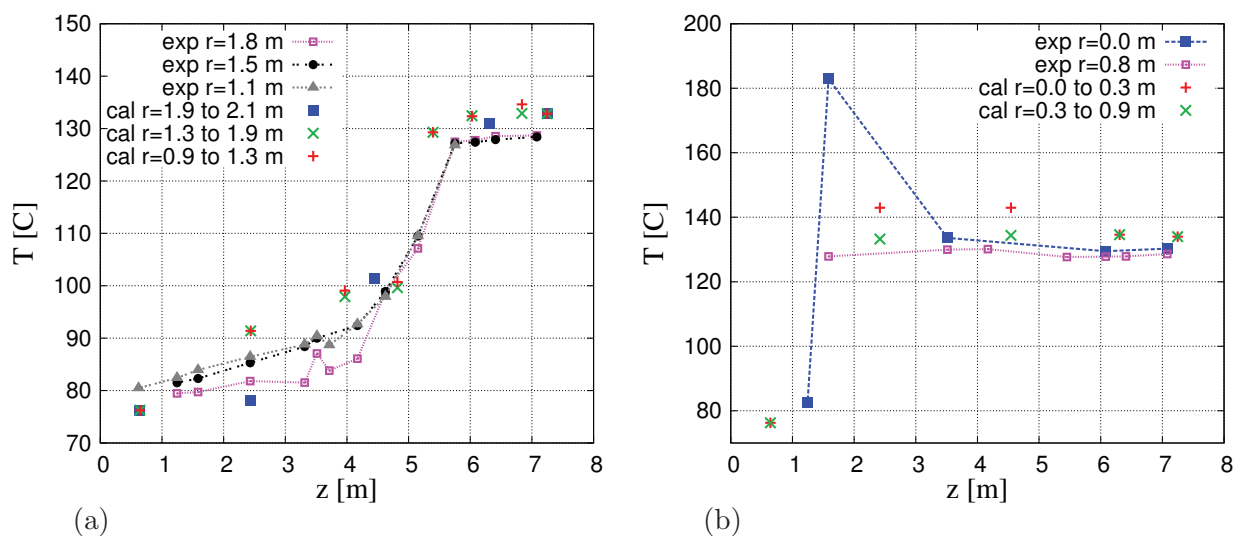 150
140
130
120
110
100
90
80
70
T [C]
exp r=1.8 m
exp r=1.5 m
exp r=1.1 m
cal r=1.9 to 2.1 m
cal r=1.3 to 1.9 m
cal r=0.9 to 1.3 m
0 1 2 3 4 5 6 7 8
z [m]
(a)
200
180
160
140
120
100
80
T [C]
exp r=0.0 m
exp r=0.8 m
cal r=0.0 to 0.3 m
cal r=0.3 to 0.9 m
0 1 2 3 4 5 6 7 8
z [m]
(b)